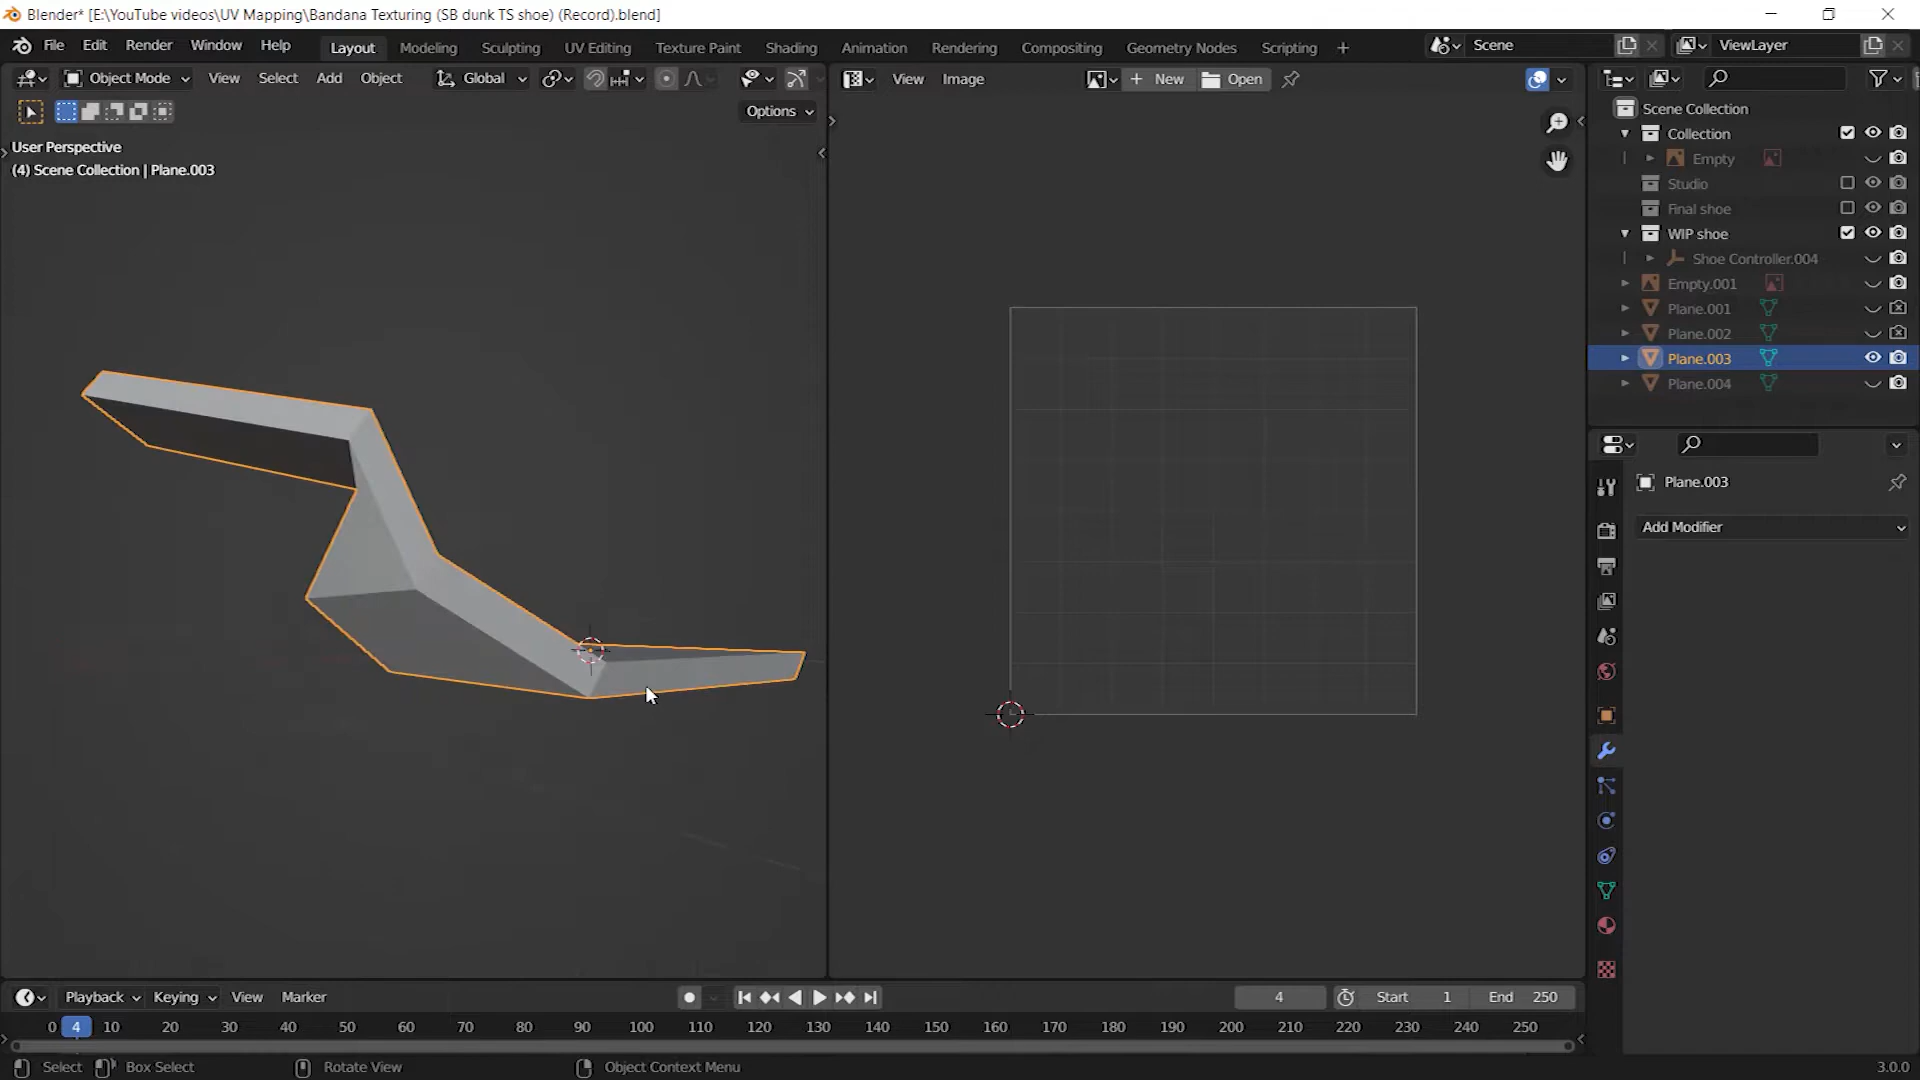 Blender* [E:\YouTube videos\UV Mapping\Bandana Texturing (SB dunk TS shoe) (Record).blend]
File Edit Render Window Help Layout Modeling Sculpting UV Editing Texture Paint Shading Animation Rendering Compositing Geometry Nodes Scripting + Scene ViewLayer
Object Mode View Select Add Object Global View Image New Open
Options
User Perspective
(4) Scene Collection | Plane.003
Scene Collection
Collection
Empty
Studio
Final shoe
WIP shoe
Shoe Controller.004
Empty.001
Plane.001
Plane.002
Plane.003
Plane.004
Plane.003
Add Modifier
Playback Keying View Marker 4 Start 1 End 250
0 4 10 20 30 40 50 60 70 80 90 100 110 120 130 140 150 160 170 180 190 200 210 220 230 240 250
Select Box Select Rotate View Object Context Menu 3.0.0